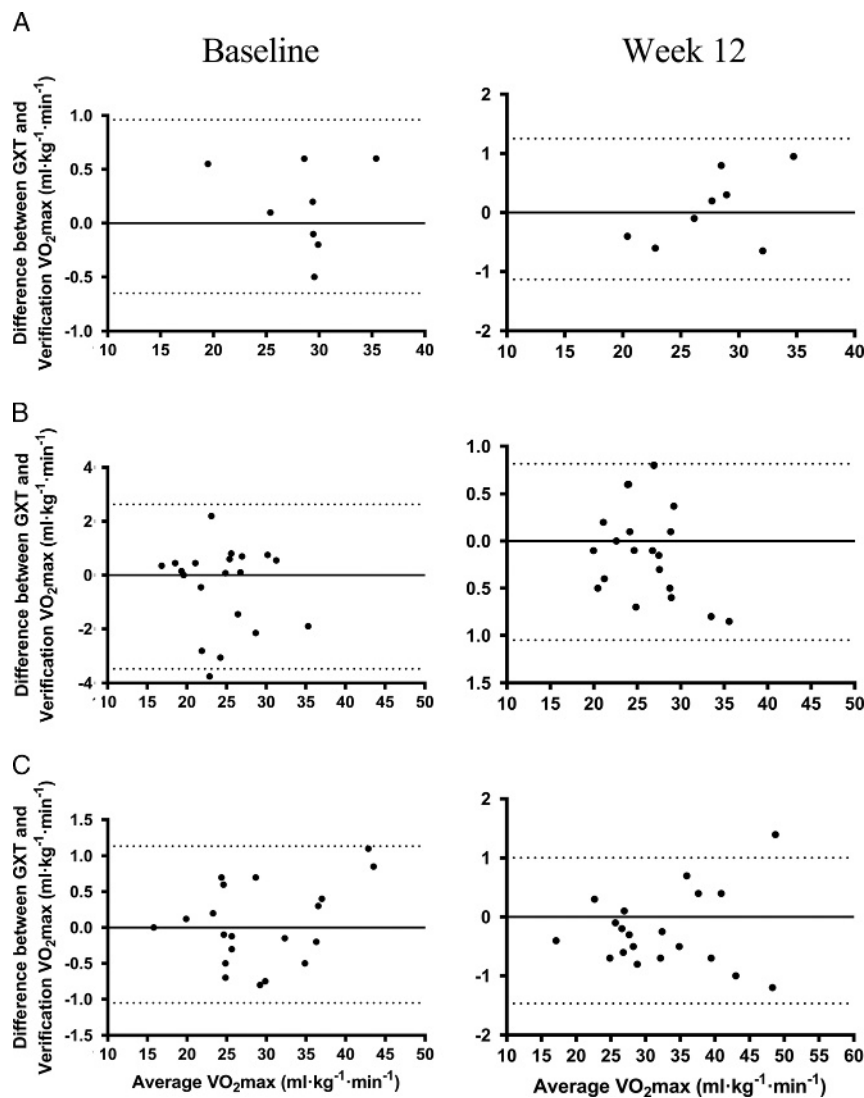 A
Baseline
Week 12
Difference between GXT and
Verification VO2max (ml·kg-1·min-1)
1.0
0.5
0.0
-0.5
-1.0
10 15 20 25 30 35 40
2
1
0
-1
-2
10 15 20 25 30 35 40
B
Difference between GXT and
Verification VO2max (ml·kg-1·min-1)
4
2
0
-2
-4
10 15 20 25 30 35 40 45 50
1.0
0.5
0.0
0.5
1.0
1.5
10 15 20 25 30 35 40 45 50
C
Difference between GXT and
Verification VO2max (ml·kg-1·min-1)
1.5
1.0
0.5
0.0
-0.5
-1.0
-1.5
10 15 20 25 30 35 40 45 50
Average VO2max (ml·kg-1·min-1)
2
1
0
-1
-2
10 15 20 25 30 35 40 45 50 55 60
Average VO2max (ml·kg-1·min-1)